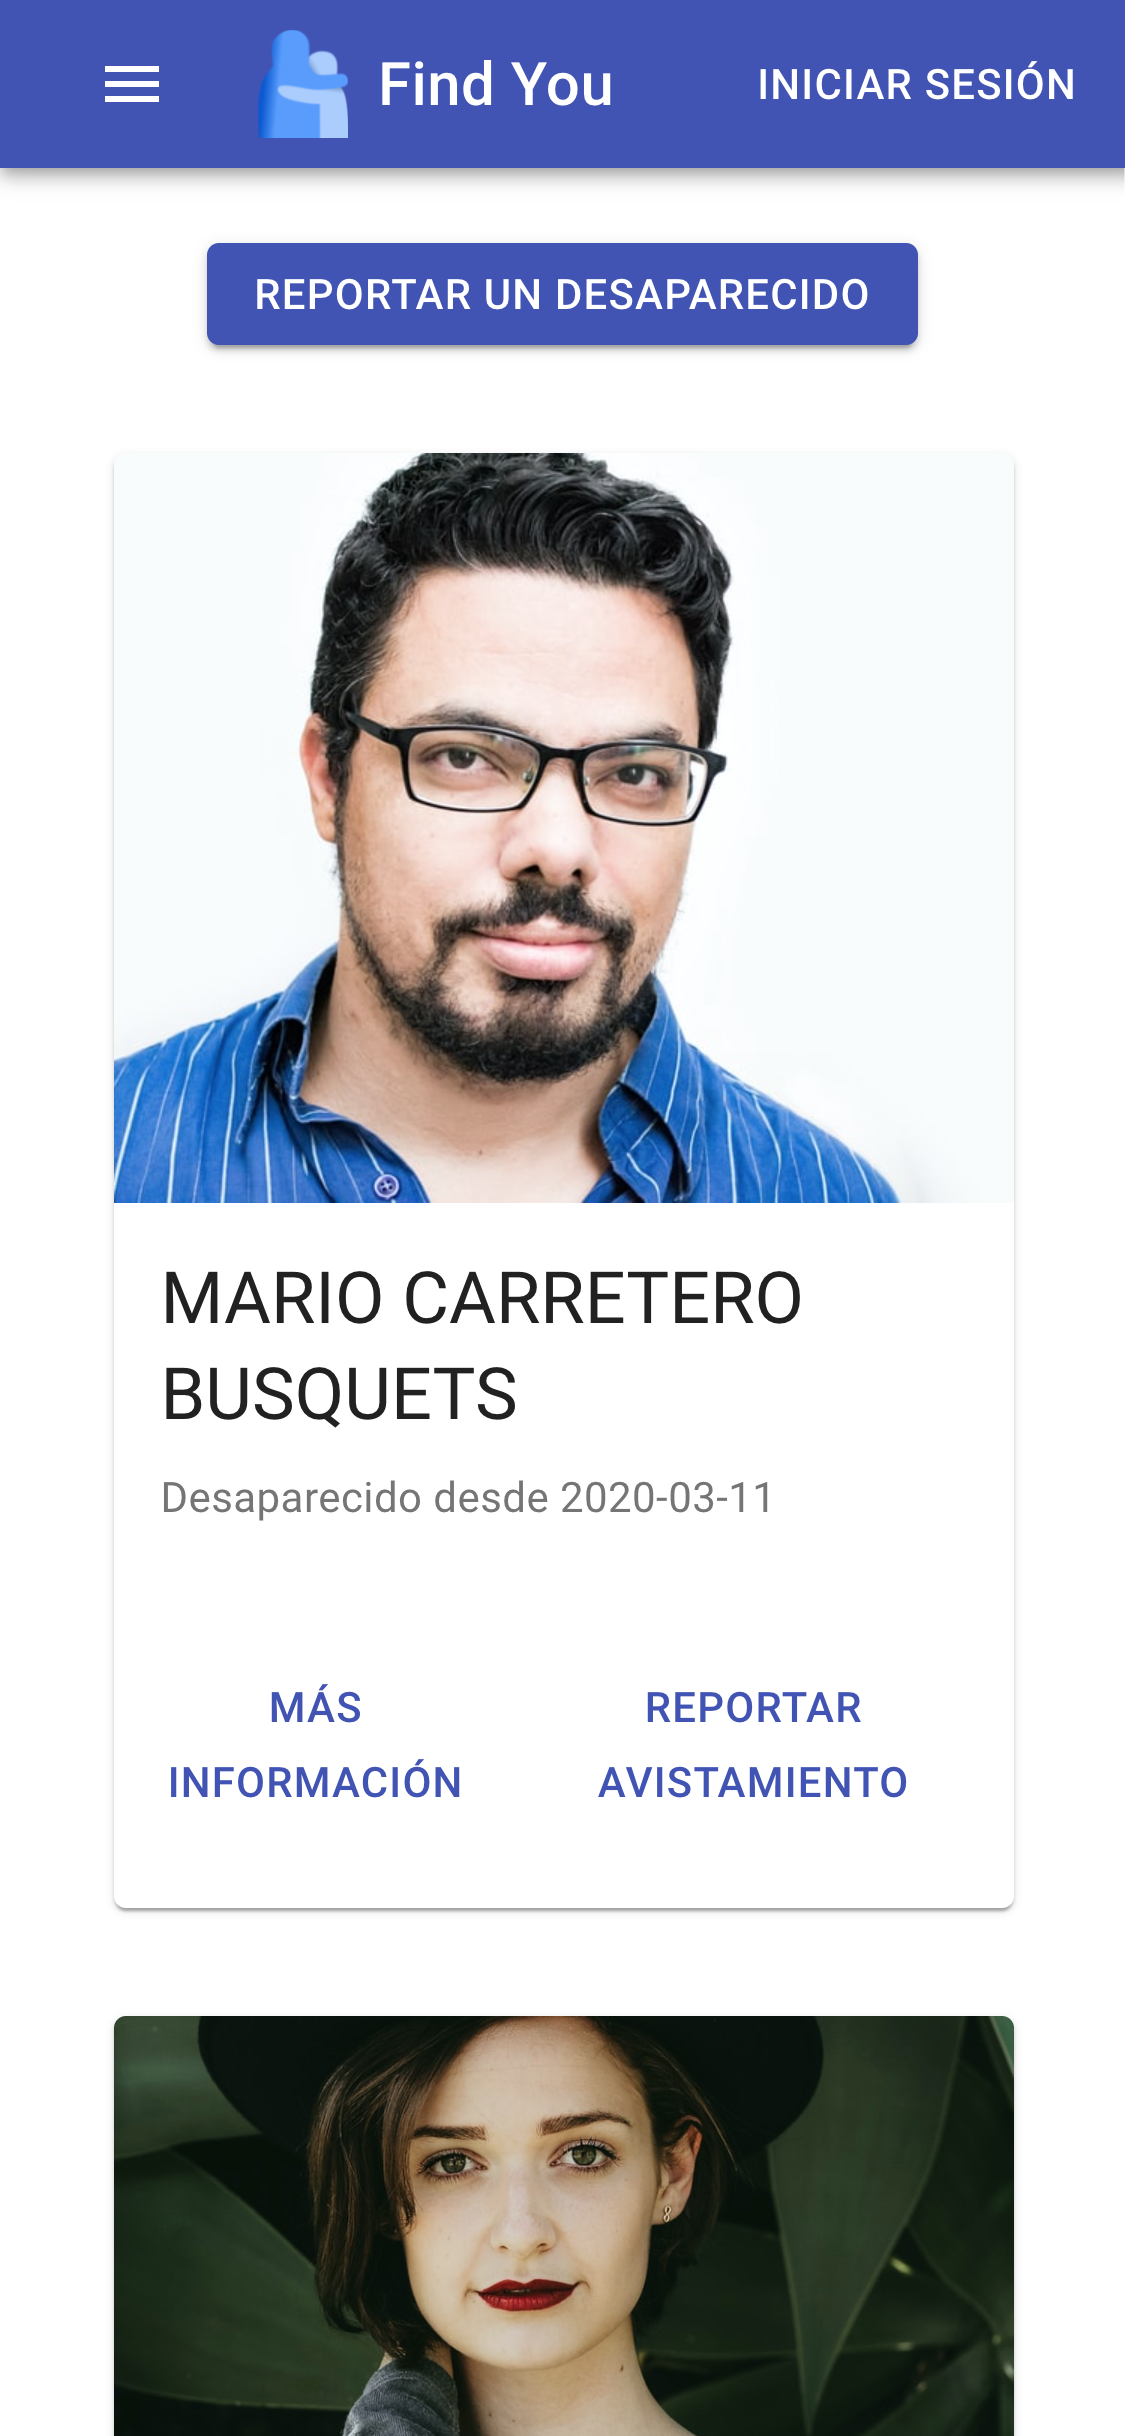 Find You
INICIAR SESIÓN
REPORTAR UN DESAPARECIDO
MARIO CARRETERO
BUSQUETS
Desaparecido desde 2020-03-11
MÁS
INFORMACIÓN
REPORTAR
AVISTAMIENTO